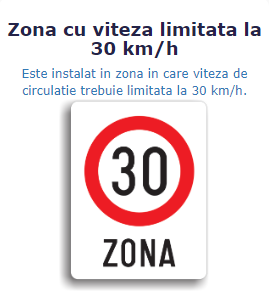 Zona cu viteza limitata la
30 km/h
Este instalat in zona in care viteza de
circulatie trebuie limitata la 30 km/h.
30
ZONA